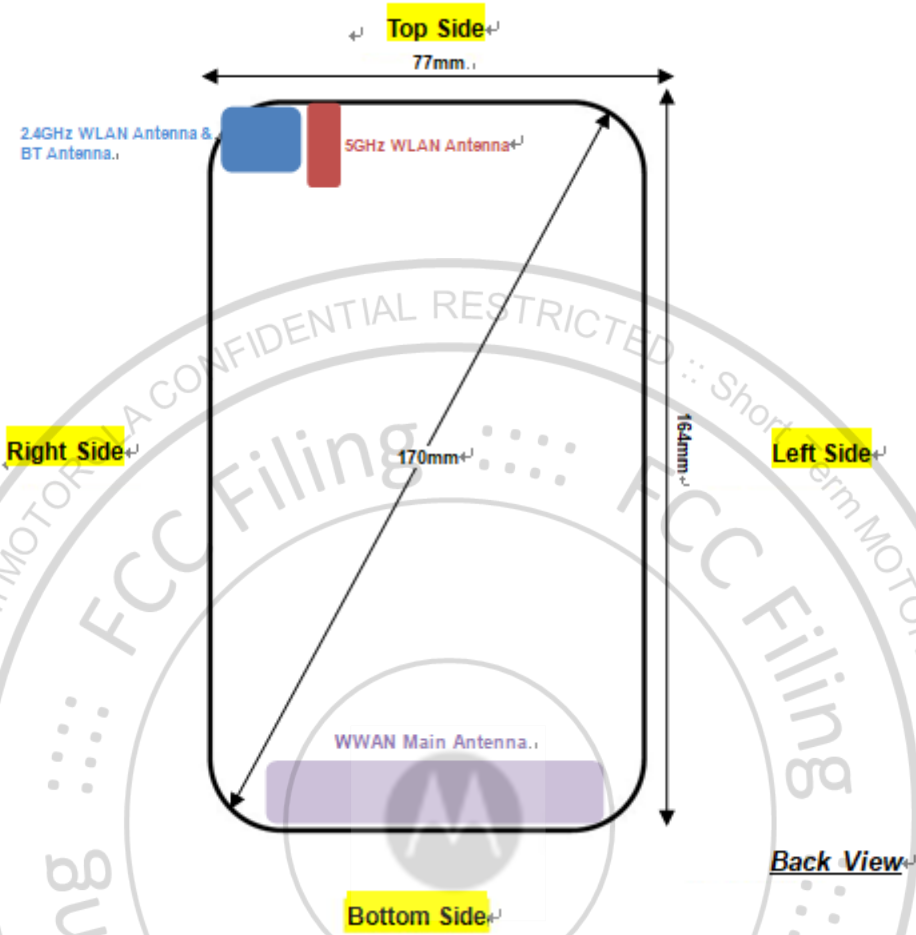 Top Side
77mm.
2.4GHz WLAN Antenna &
BT Antenna.
5GHz WLAN Antenna
MOTOROLA CONFIDENTIAL RESTRICTED :: Short Term MOTOR
FCC Filing :::: FCC Filing ::::
Right Side
170mm
164mm
Left Side
WWAN Main Antenna.
Back View
Bottom Side